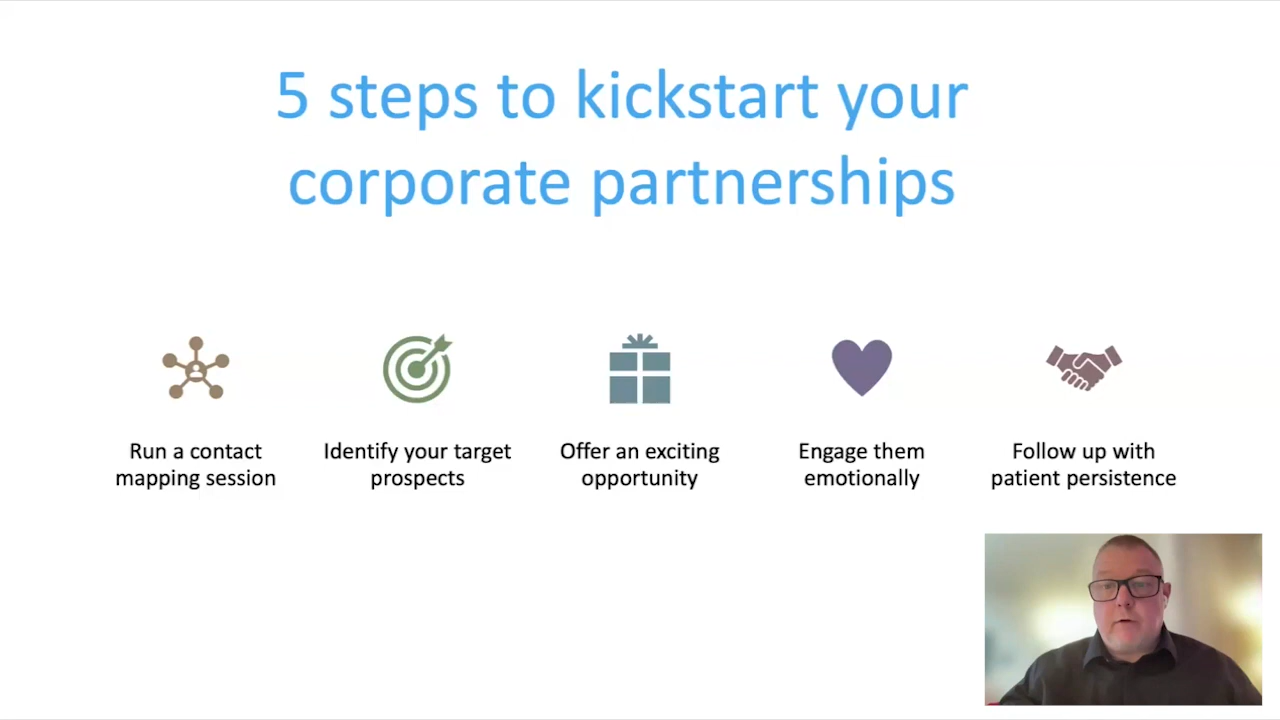 5 steps to kickstart your
corporate partnerships
Run a contact
mapping session
Identify your target
prospects
Offer an exciting
opportunity
Engage them
emotionally
Follow up with
patient persistence